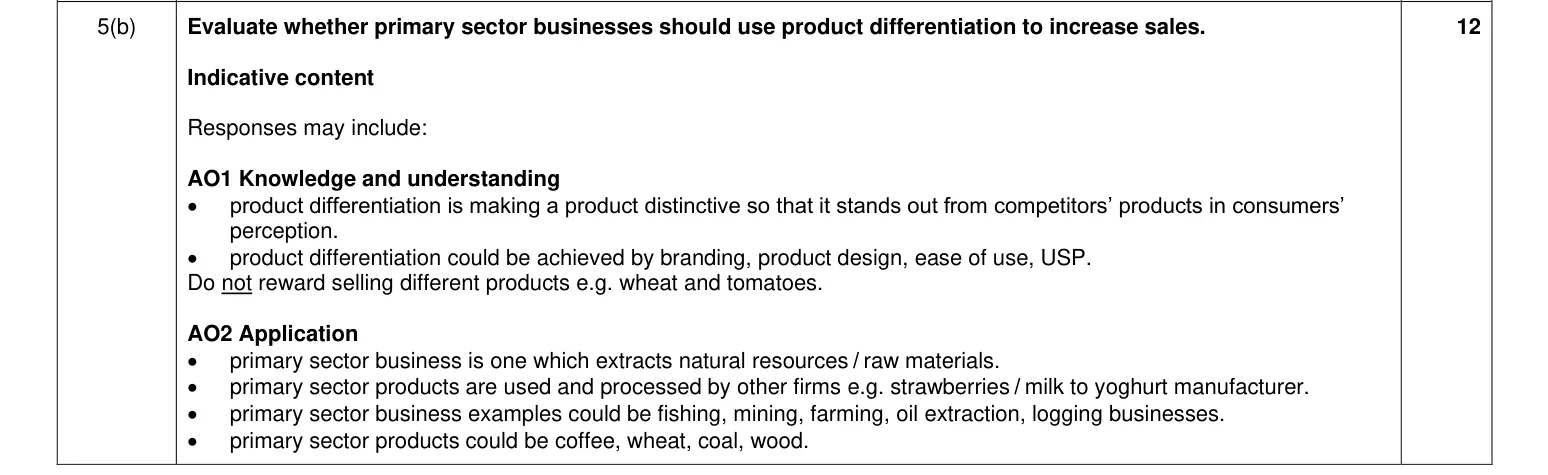 5(b) Evaluate whether primary sector businesses should use product differentiation to increase sales. 12
Indicative content
Responses may include:
AO1 Knowledge and understanding
• product differentiation is making a product distinctive so that it stands out from competitors’ products in consumers’
perception.
• product differentiation could be achieved by branding, product design, ease of use, USP.
Do not reward selling different products e.g. wheat and tomatoes.
AO2 Application
• primary sector business is one which extracts natural resources / raw materials.
• primary sector products are used and processed by other firms e.g. strawberries / milk to yoghurt manufacturer.
• primary sector business examples could be fishing, mining, farming, oil extraction, logging businesses.
• primary sector products could be coffee, wheat, coal, wood.